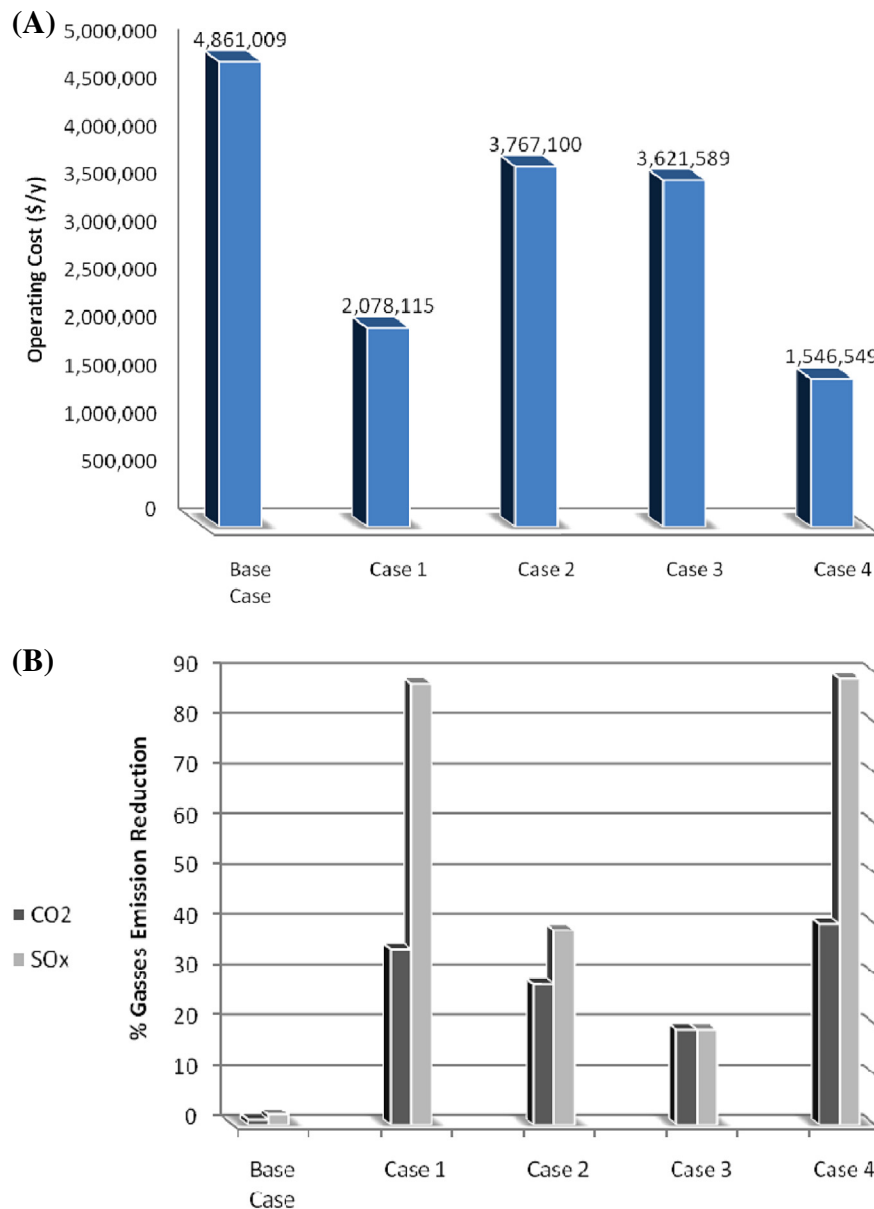 (A)
Operating Cost ($/y)
5,000,000
4,500,000
4,000,000
3,500,000
3,000,000
2,500,000
2,000,000
1,500,000
1,000,000
500,000
0
4,861,009
2,078,115
3,767,100
3,621,589
1,546,549
Base
Case
Case 1
Case 2
Case 3
Case 4
(B)
% Gasses Emission Reduction
90
80
70
60
50
40
30
20
10
0
CO2
SOx
Base
Case
Case 1
Case 2
Case 3
Case 4